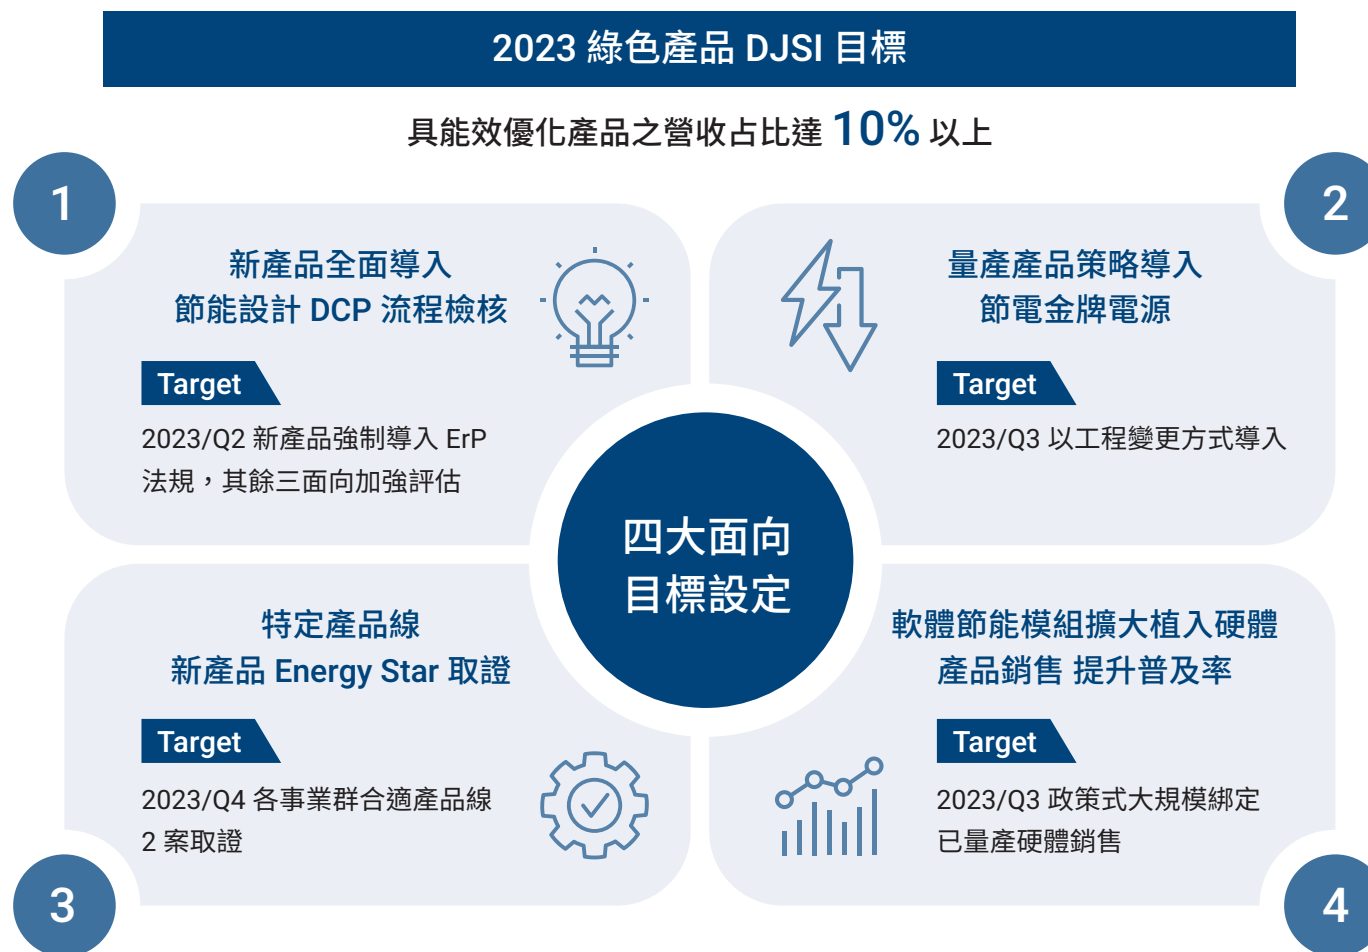 2023 綠色產品 DJSI 目標
具能效優化產品之營收占比達 10% 以上
1
新產品全面導入
節能設計 DCP 流程檢核
Target
2023/Q2 新產品強制導入 ErP
法規，其餘三面向加強評估
2
量產產品策略導入
節電金牌電源
Target
2023/Q3 以工程變更方式導入
四大面向
目標設定
3
特定產品線
新產品 Energy Star 取證
Target
2023/Q4 各事業群合適產品線
2 案取證
4
軟體節能模組擴大植入硬體
產品銷售 提升普及率
Target
2023/Q3 政策式大規模綁定
已量產硬體銷售